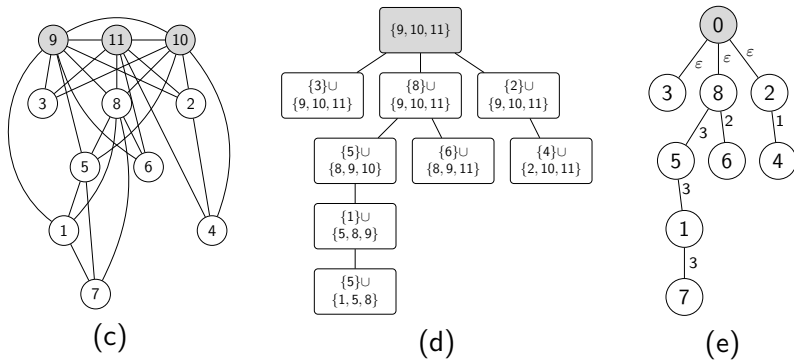 9 11 10
3 8 2
5 6
1 4
7
(c)
{9, 10, 11}
{3}∪
{9, 10, 11}
{8}∪
{9, 10, 11}
{2}∪
{9, 10, 11}
{5}∪
{8, 9, 10}
{6}∪
{8, 9, 11}
{4}∪
{2, 10, 11}
{1}∪
{5, 8, 9}
{5}∪
{1, 5, 8}
(d)
0
ε ε ε
3 8 2
3 2 1
5 6 4
3
1
3
7
(e)